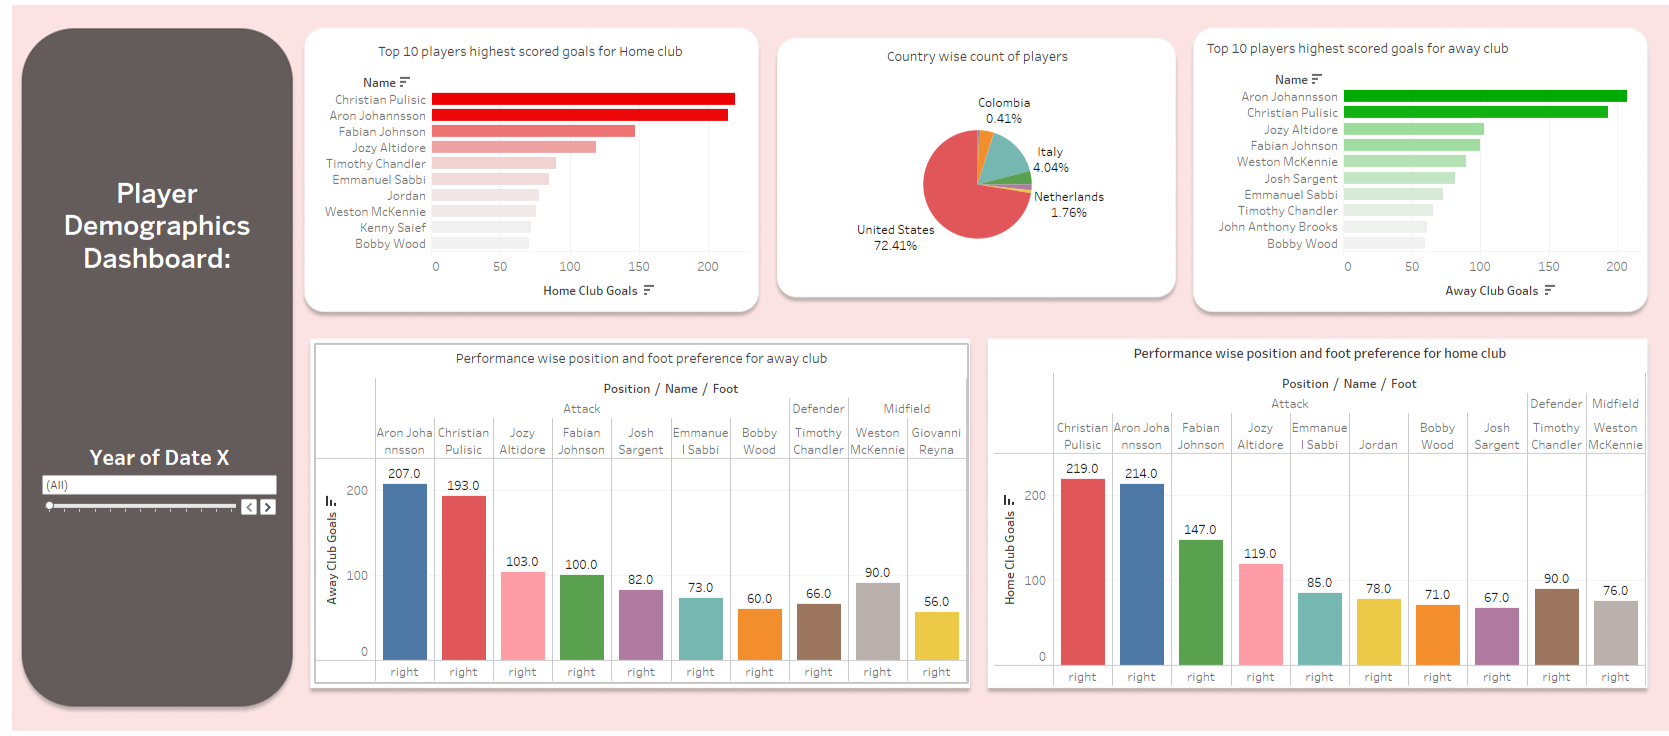 Player
Demographics
Dashboard:
Year of Date X
(All)
Top 10 players highest scored goals for Home club
Name
Christian Pulisic
Aron Johannsson
Fabian Johnson
Jozy Altidore
Timothy Chandler
Emmanuel Sabbi
Jordan
Weston McKennie
Kenny Saief
Bobby Wood
0 50 100 150 200
Home Club Goals
Country wise count of players
Colombia
0.41%
Italy
4.04%
Netherlands
1.76%
United States
72.41%
Top 10 players highest scored goals for away club
Name
Aron Johannsson
Christian Pulisic
Jozy Altidore
Fabian Johnson
Weston McKennie
Josh Sargent
Emmanuel Sabbi
Timothy Chandler
John Anthony Brooks
Bobby Wood
0 50 100 150 200
Away Club Goals
Performance wise position and foot preference for away club
Position / Name / Foot
Attack Defender Midfield
Aron Joha Christian Jozy Fabian Josh Emmanue Bobby Timothy Weston Giovanni
nnsson Pulisic Altidore Johnson Sargent l Sabbi Wood Chandler McKennie Reyna
Away Club Goals
200
100
0
207.0 193.0 103.0 100.0 82.0 73.0 60.0 66.0 90.0 56.0
right right right right right right right right right right
Performance wise position and foot preference for home club
Position / Name / Foot
Attack Defender Midfield
Christian Aron Joha Fabian Jozy Emmanue Jordan Bobby Josh Timothy Weston
Pulisic nnsson Johnson Altidore l Sabbi Wood Sargent Chandler McKennie
Home Club Goals
200
100
0
219.0 214.0 147.0 119.0 85.0 78.0 71.0 67.0 90.0 76.0
right right right right right right right right right right